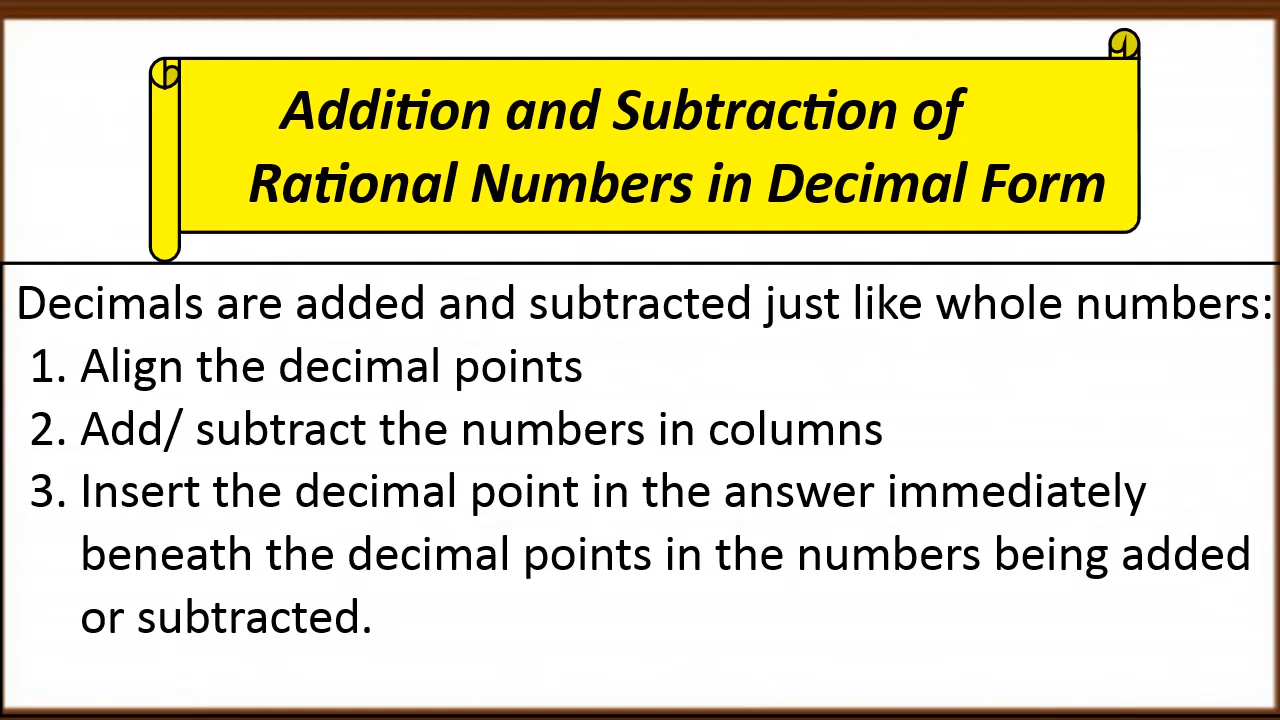 Addition and Subtraction of
Rational Numbers in Decimal Form
Decimals are added and subtracted just like whole numbers:
1. Align the decimal points
2. Add/ subtract the numbers in columns
3. Insert the decimal point in the answer immediately
beneath the decimal points in the numbers being added
or subtracted.